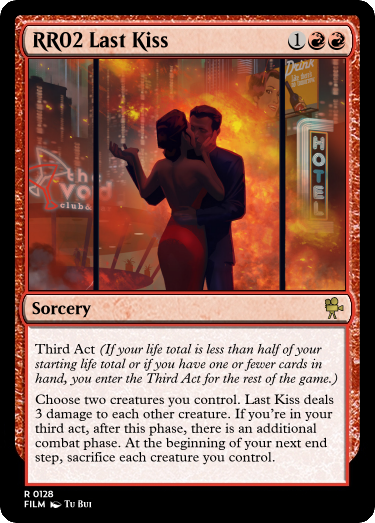 RR02 Last Kiss 1
Drink
the
void
club&
HOTEL
Sorcery
Third Act (If your life total is less than half of your
starting life total or if you have one or fewer cards in
hand, you enter the Third Act for the rest of the game.)
Choose two creatures you control. Last Kiss deals
3 damage to each other creature. If you’re in your
third act, after this phase, there is an additional
combat phase. At the beginning of your next end
step, sacrifice each creature you control.
R 0128
FILM Tu Bui